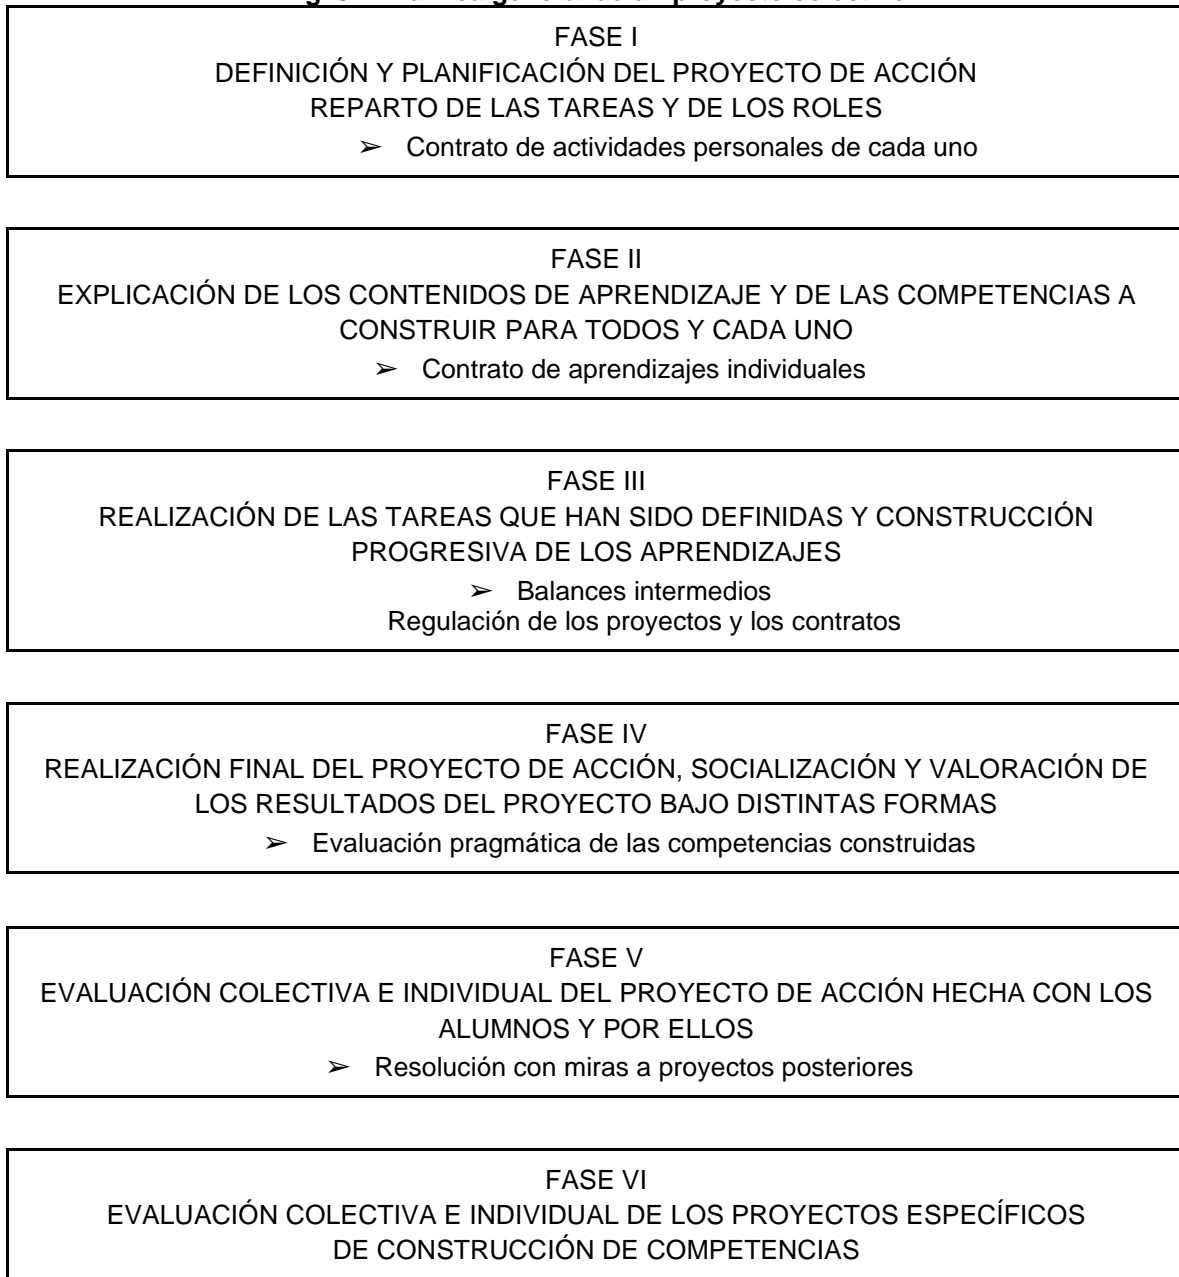 FASE I
DEFINICIÓN Y PLANIFICACIÓN DEL PROYECTO DE ACCIÓN
REPARTO DE LAS TAREAS Y DE LOS ROLES
➢ Contrato de actividades personales de cada uno
FASE II
EXPLICACIÓN DE LOS CONTENIDOS DE APRENDIZAJE Y DE LAS COMPETENCIAS A
CONSTRUIR PARA TODOS Y CADA UNO
➢ Contrato de aprendizajes individuales
FASE III
REALIZACIÓN DE LAS TAREAS QUE HAN SIDO DEFINIDAS Y CONSTRUCCIÓN
PROGRESIVA DE LOS APRENDIZAJES
➢ Balances intermedios
Regulación de los proyectos y los contratos
FASE IV
REALIZACIÓN FINAL DEL PROYECTO DE ACCIÓN, SOCIALIZACIÓN Y VALORACIÓN DE
LOS RESULTADOS DEL PROYECTO BAJO DISTINTAS FORMAS
➢ Evaluación pragmática de las competencias construidas
FASE V
EVALUACIÓN COLECTIVA E INDIVIDUAL DEL PROYECTO DE ACCIÓN HECHA CON LOS
ALUMNOS Y POR ELLOS
➢ Resolución con miras a proyectos posteriores
FASE VI
EVALUACIÓN COLECTIVA E INDIVIDUAL DE LOS PROYECTOS ESPECÍFICOS
DE CONSTRUCCIÓN DE COMPETENCIAS